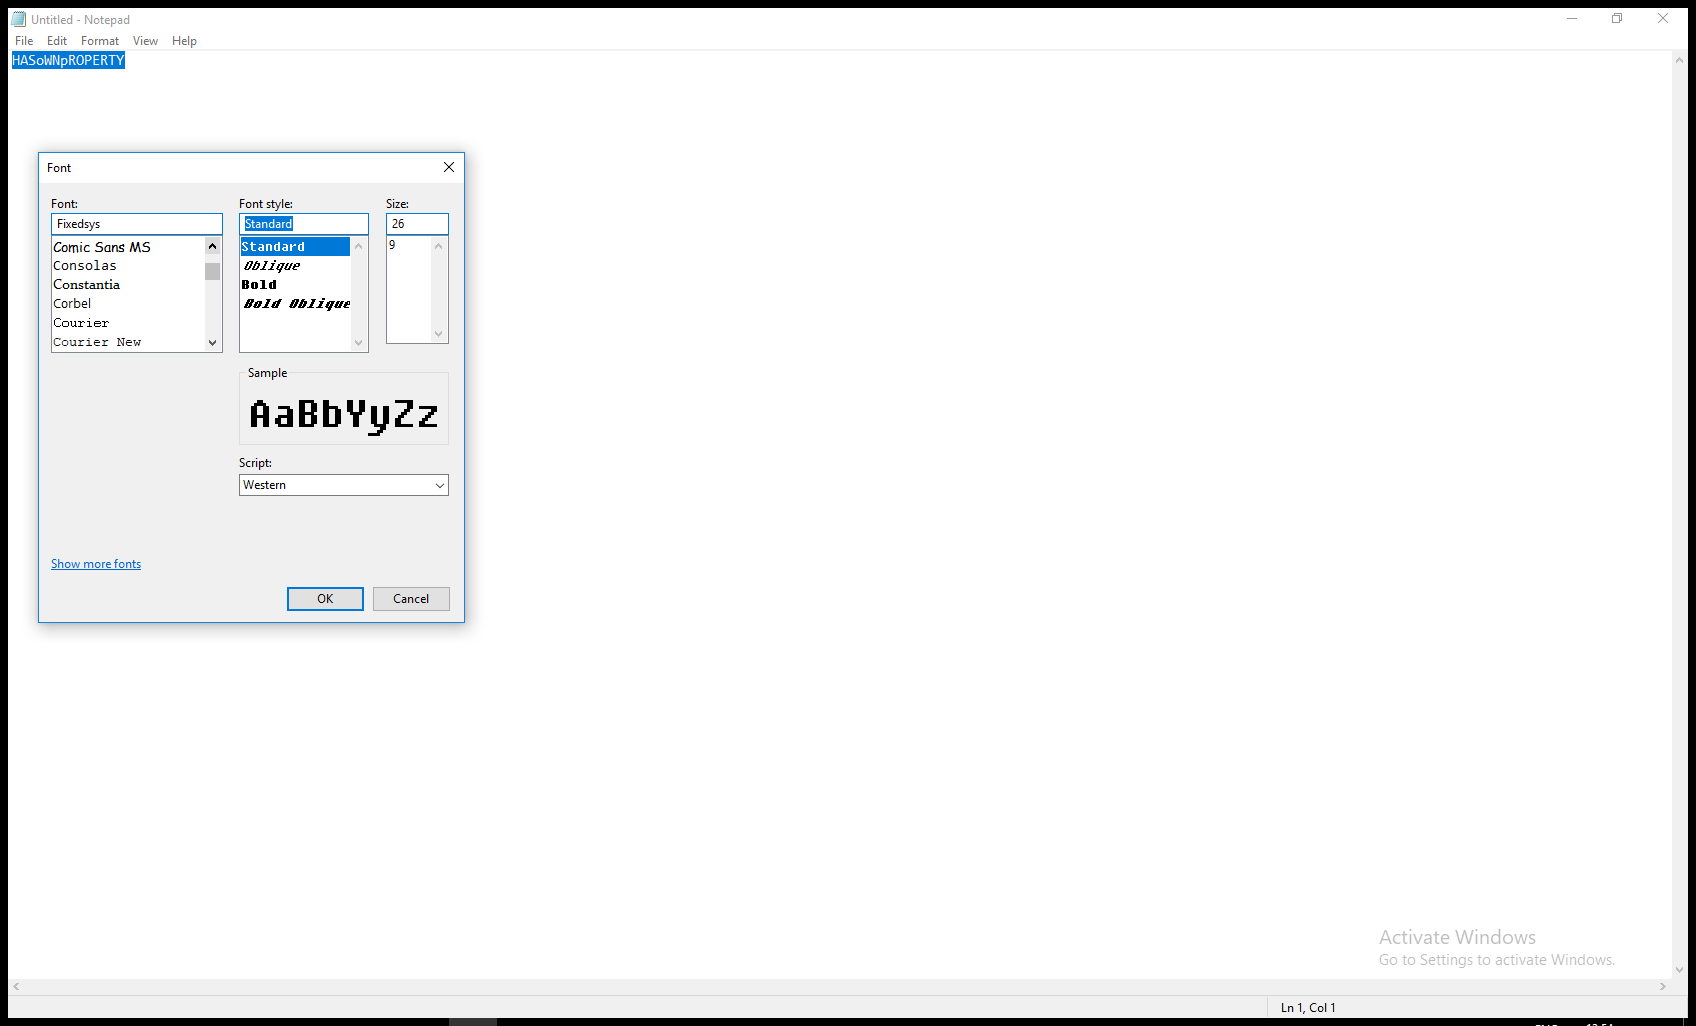 Untitled - Notepad
File Edit Format View Help
HASoWNpROPERTY
Font
Font: Font style: Size:
Fixedsys Standard 26
Comic Sans MS Standard 9
Consolas Oblique
Constantia Bold
Corbel Bold Oblique
Courier
Courier New
Sample
AaBbYyZz
Script:
Western
Show more fonts
OK Cancel
Activate Windows
Go to Settings to activate Windows.
Ln 1, Col 1